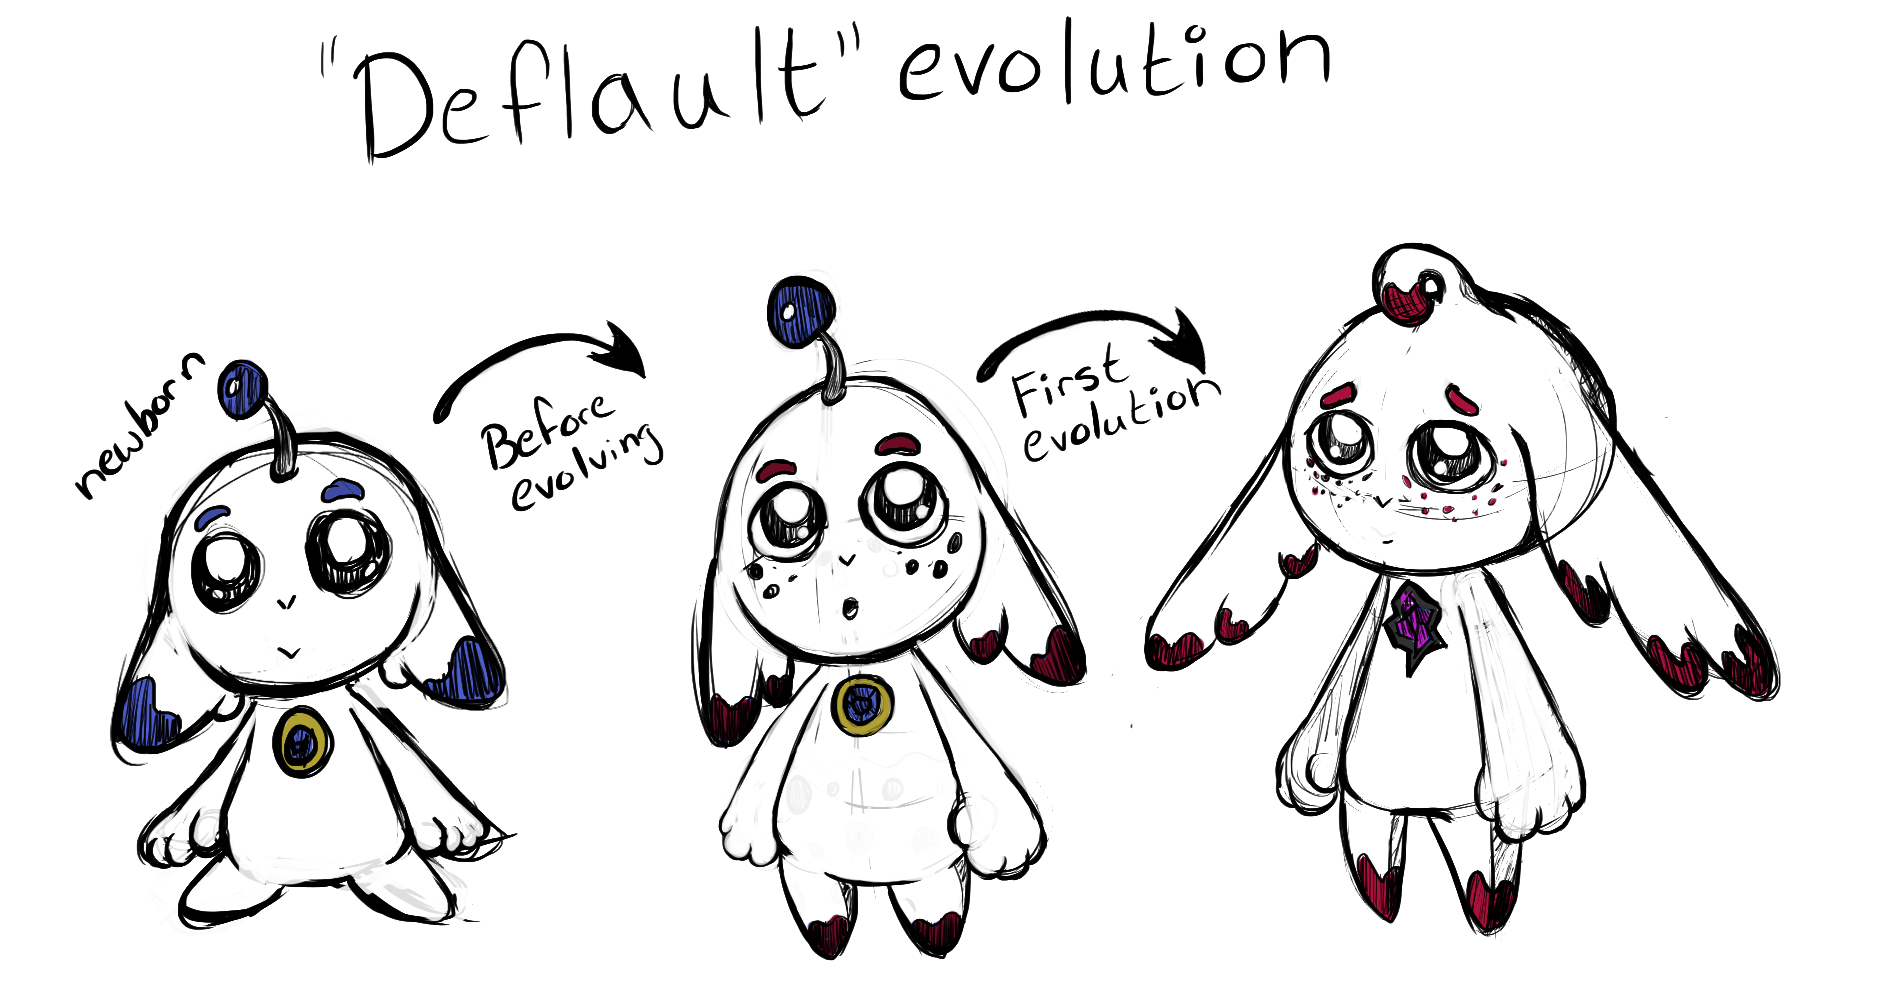 "Deflault" evolution
newborn
Before
evolving
First
evolution